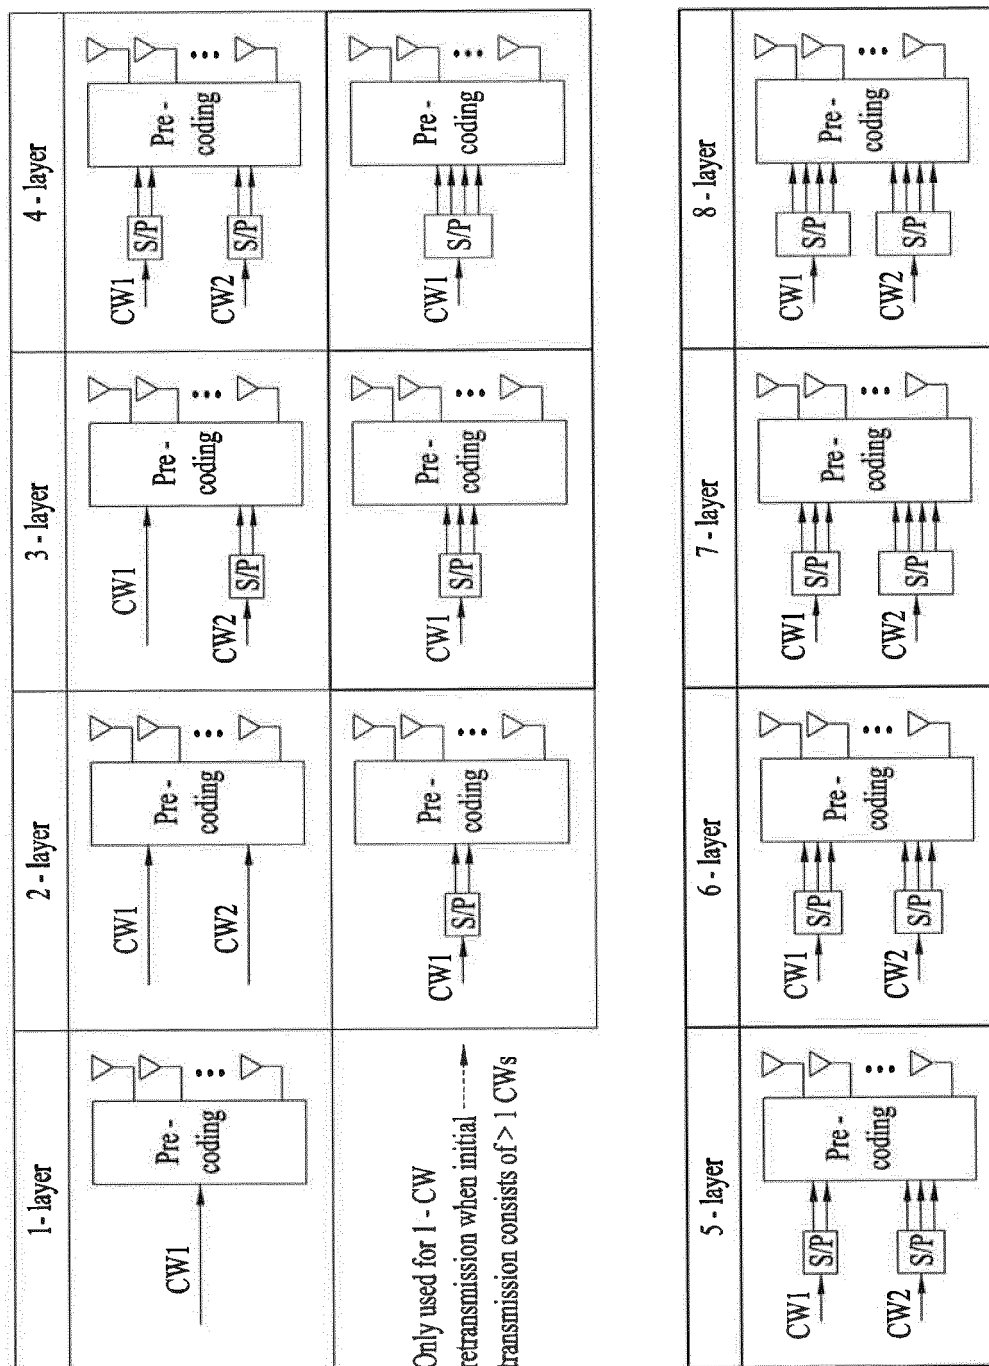 1 - layer
2 - layer
3 - layer
4 - layer
CW1
Pre -
coding
CW1
CW2
Pre -
coding
CW1
CW2
S/P
Pre -
coding
CW1
S/P
CW2
S/P
Pre -
coding
Only used for 1 - CW
retransmission when initial
transmission consists of > 1 CWs
CW1
S/P
Pre -
coding
CW1
S/P
Pre -
coding
CW1
S/P
Pre -
coding
5 - layer
6 - layer
7 - layer
8 - layer
CW1
S/P
CW2
S/P
Pre -
coding
CW1
S/P
CW2
S/P
Pre -
coding
CW1
S/P
CW2
S/P
Pre -
coding
CW1
S/P
CW2
S/P
Pre -
coding